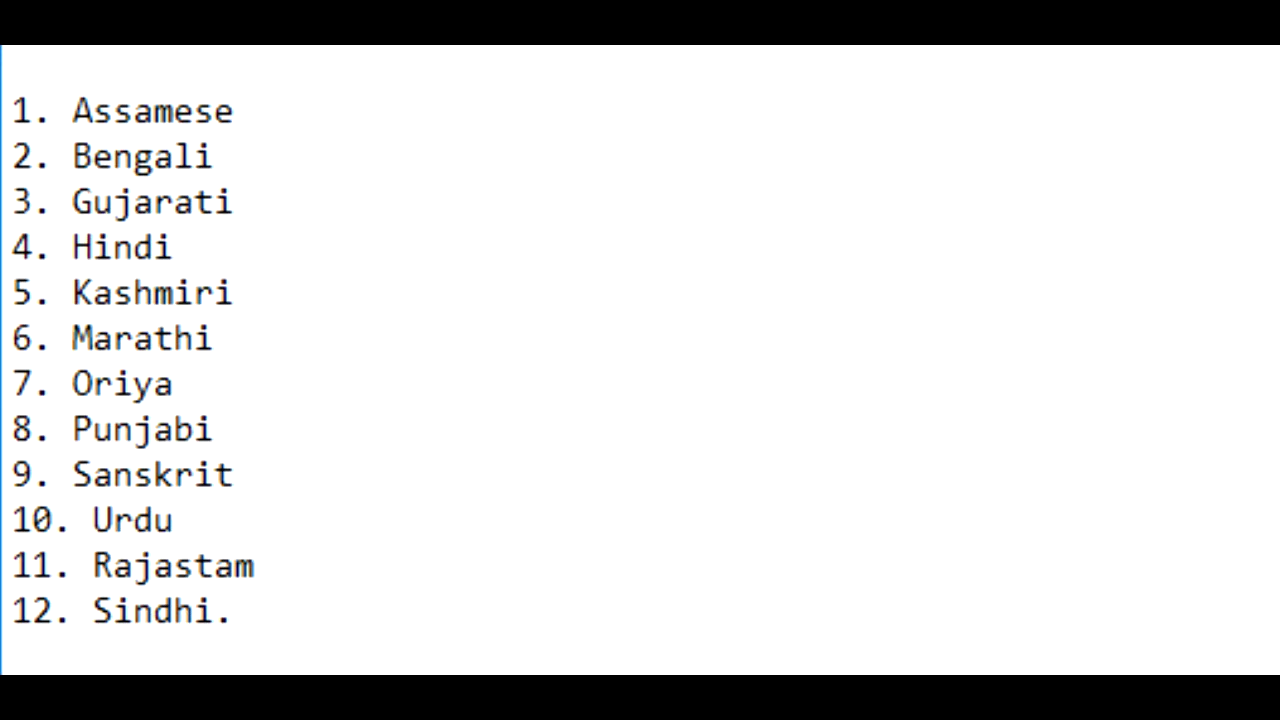 1. Assamese
2. Bengali
3. Gujarati
4. Hindi
5. Kashmiri
6. Marathi
7. Oriya
8. Punjabi
9. Sanskrit
10. Urdu
11. Rajastam
12. Sindhi.